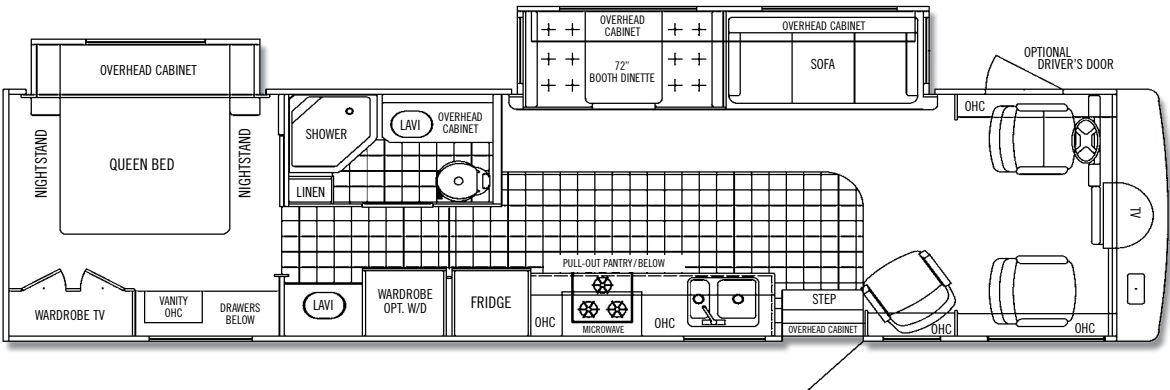 OVERHEAD CABINET
NIGHTSTAND
QUEEN BED
NIGHTSTAND
WARDROBE TV
VANITY
OHC
DRAWERS
BELOW
SHOWER
LAVI
OVERHEAD
CABINET
LINEN
LAVI
WARDROBE
OPT. W/D
FRIDGE
OVERHEAD
CABINET
72"
BOOTH DINETTE
OVERHEAD CABINET
SOFA
PULL-OUT PANTRY/BELOW
OHC
MICROWAVE
OHC
STEP
OVERHEAD CABINET
OPTIONAL
DRIVER'S DOOR
OHC
TV
OHC
OHC